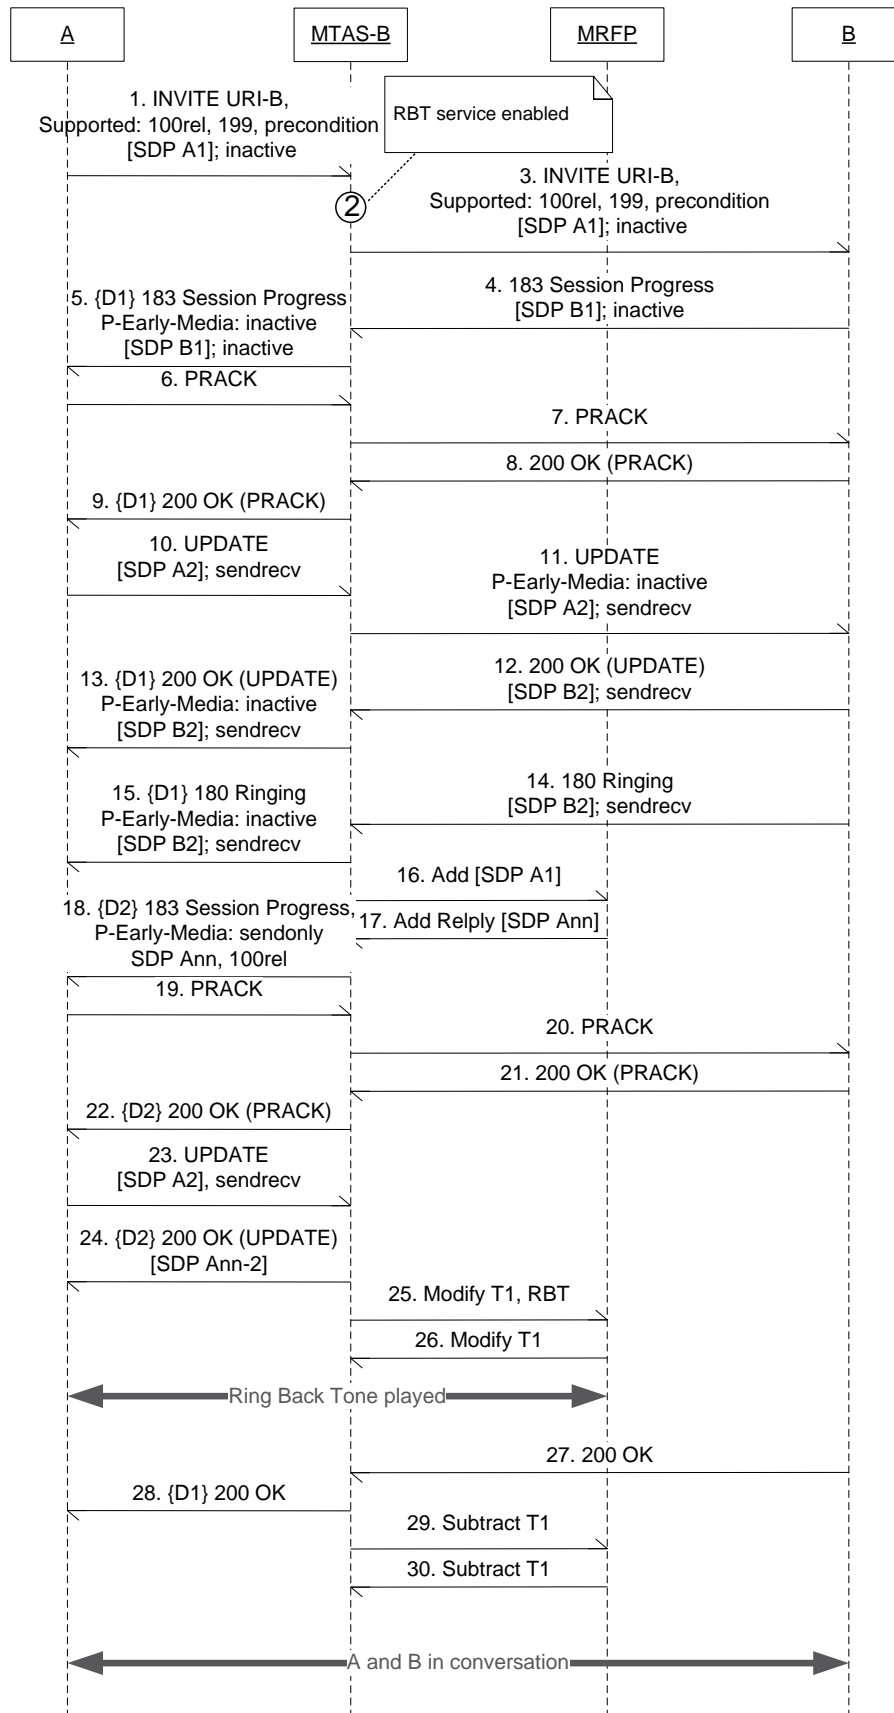 A
MTAS-B
MRFP
B
1. INVITE URI-B,
Supported: 100rel, 199, precondition
[SDP A1]; inactive
RBT service enabled
2
3. INVITE URI-B,
Supported: 100rel, 199, precondition
[SDP A1]; inactive
4. 183 Session Progress
[SDP B1]; inactive
5. {D1} 183 Session Progress
P-Early-Media: inactive
[SDP B1]; inactive
6. PRACK
7. PRACK
8. 200 OK (PRACK)
9. {D1} 200 OK (PRACK)
10. UPDATE
[SDP A2]; sendrecv
11. UPDATE
P-Early-Media: inactive
[SDP A2]; sendrecv
12. 200 OK (UPDATE)
[SDP B2]; sendrecv
13. {D1} 200 OK (UPDATE)
P-Early-Media: inactive
[SDP B2]; sendrecv
14. 180 Ringing
[SDP B2]; sendrecv
15. {D1} 180 Ringing
P-Early-Media: inactive
[SDP B2]; sendrecv
16. Add [SDP A1]
17. Add Relply [SDP Ann]
18. {D2} 183 Session Progress,
P-Early-Media: sendonly
SDP Ann, 100rel
19. PRACK
20. PRACK
21. 200 OK (PRACK)
22. {D2} 200 OK (PRACK)
23. UPDATE
[SDP A2], sendrecv
24. {D2} 200 OK (UPDATE)
[SDP Ann-2]
25. Modify T1, RBT
26. Modify T1
Ring Back Tone played
27. 200 OK
28. {D1} 200 OK
29. Subtract T1
30. Subtract T1
A and B in conversation